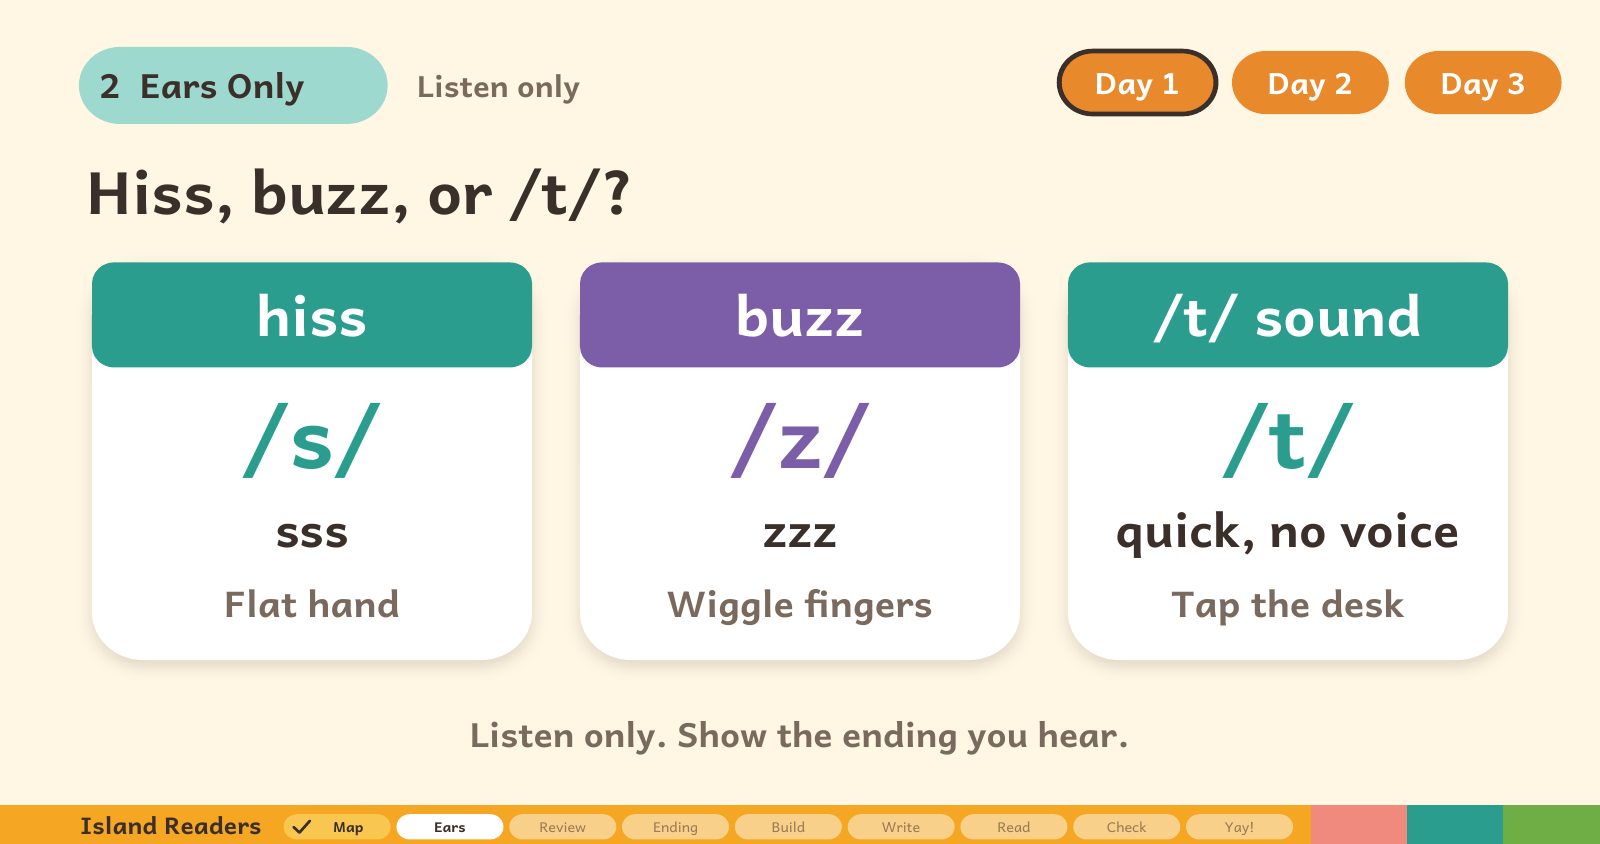 2 Ears Only
Listen only
Day 1
Day 2
Day 3
Hiss, buzz, or /t/?
hiss
/s/
sss
Flat hand
buzz
/z/
zzz
Wiggle fingers
/t/ sound
/t/
quick, no voice
Tap the desk
Listen only. Show the ending you hear.
Island Readers
Map
Ears
Review
Ending
Build
Write
Read
Check
Yay!